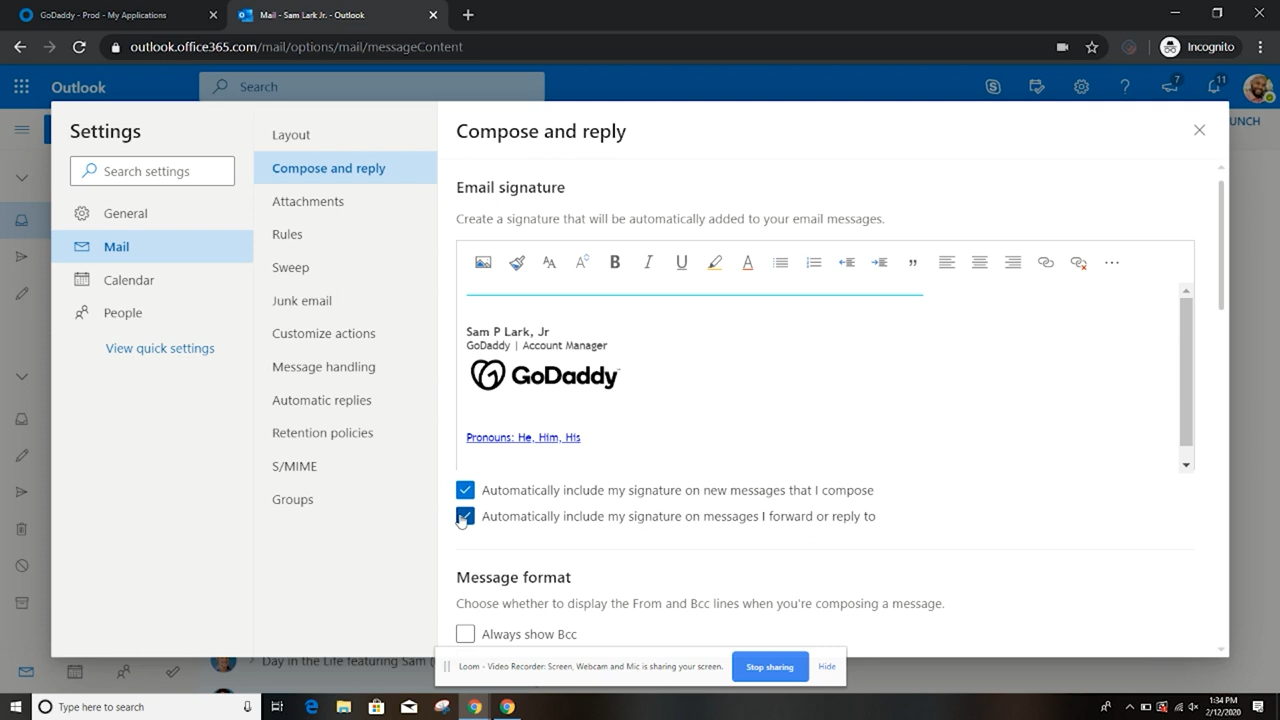 GoDaddy - Prod - My Applications
Mail - Sam Lark Jr. - Outlook
outlook.office365.com/mail/options/mail/messageContent
Incognito
Outlook
Search
7
11
UNCH
Settings
Search settings
General
Mail
Calendar
People
View quick settings
Layout
Compose and reply
Attachments
Rules
Sweep
Junk email
Customize actions
Message handling
Automatic replies
Retention policies
S/MIME
Groups
Compose and reply
Email signature
Create a signature that will be automatically added to your email messages.
Sam P Lark, Jr
GoDaddy | Account Manager
GoDaddy
Pronouns: He, Him, His
Automatically include my signature on new messages that I compose
Automatically include my signature on messages I forward or reply to
Message format
Choose whether to display the From and Bcc lines when you're composing a message.
Always show Bcc
Day in the Life featuring Sam (
Loom - Video Recorder: Screen, Webcam and Mic is sharing your screen.
Stop sharing
Hide
Type here to search
1:34 PM
2/12/2020